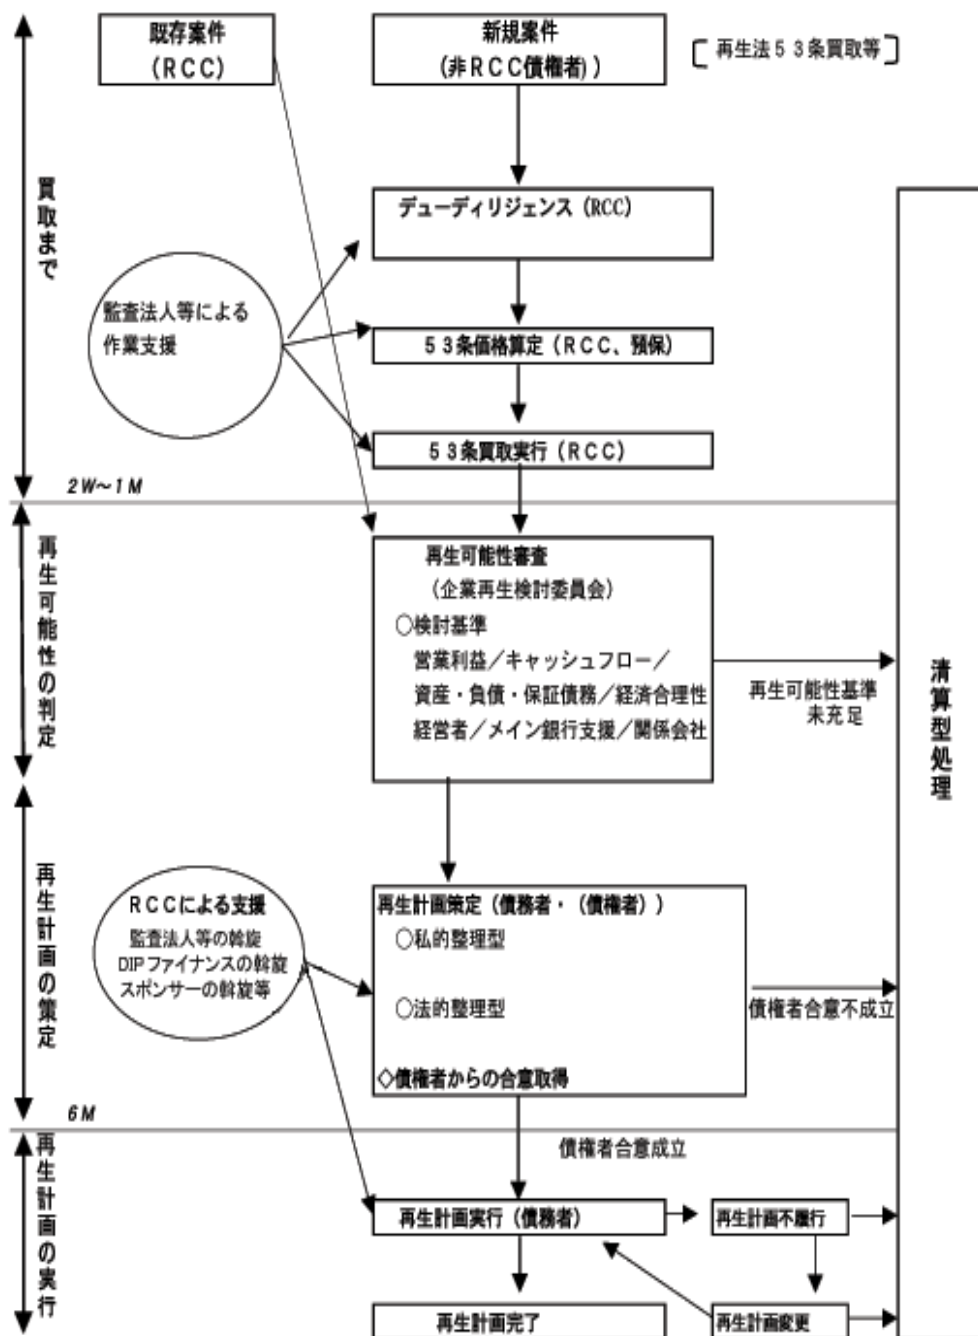 既存案件
(RCC)
新規案件
(非RCC債権者))
［ 再生法53条買取等 ］
買取まで
デューディリジェンス (RCC)
監査法人等による
作業支援
53条価格算定(RCC、預保)
53条買取実行(RCC)
2W～1M
再生可能性の判定
再生可能性審査
(企業再生検討委員会)
○検討基準
営業利益／キャッシュフロー／
資産・負債・保証債務／経済合理性
経営者／メイン銀行支援／関係会社
再生可能性基準
未充足
清算型処理
再生計画の策定
RCCによる支援
監査法人等の斡旋
DIPファイナンスの斡旋
スポンサーの斡旋等
再生計画策定(債務者・(債権者))
○私的整理型
○法的整理型
◇債権者からの合意取得
債権者合意不成立
6M
債権者合意成立
再生計画の実行
再生計画実行(債務者)
再生計画不履行
再生計画完了
再生計画変更